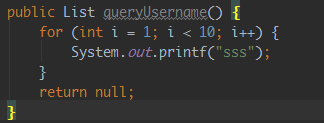 public List queryUsername() {
for (int i = 1; i < 10; i++) {
System.out.printf("sss");
}
return null;
}